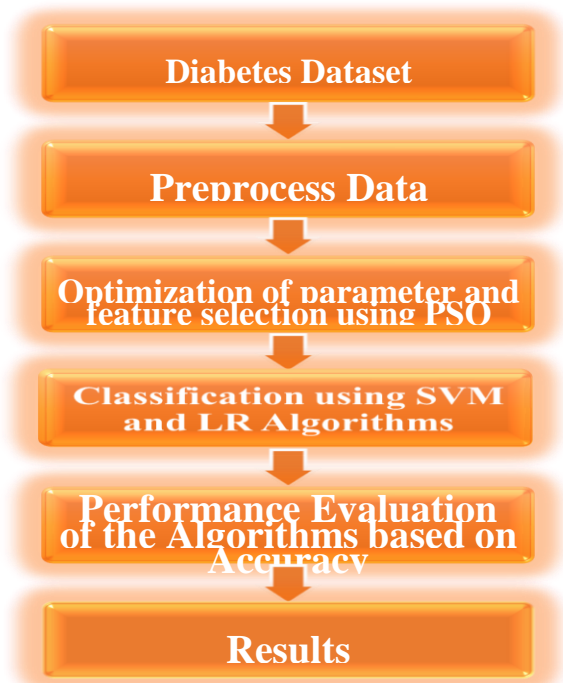 Diabetes Dataset
Preprocess Data
Optimization of parameter and
feature selection using PSO
Classification using SVM
and LR Algorithms
Performance Evaluation
of the Algorithms based on
Accuracy
Results